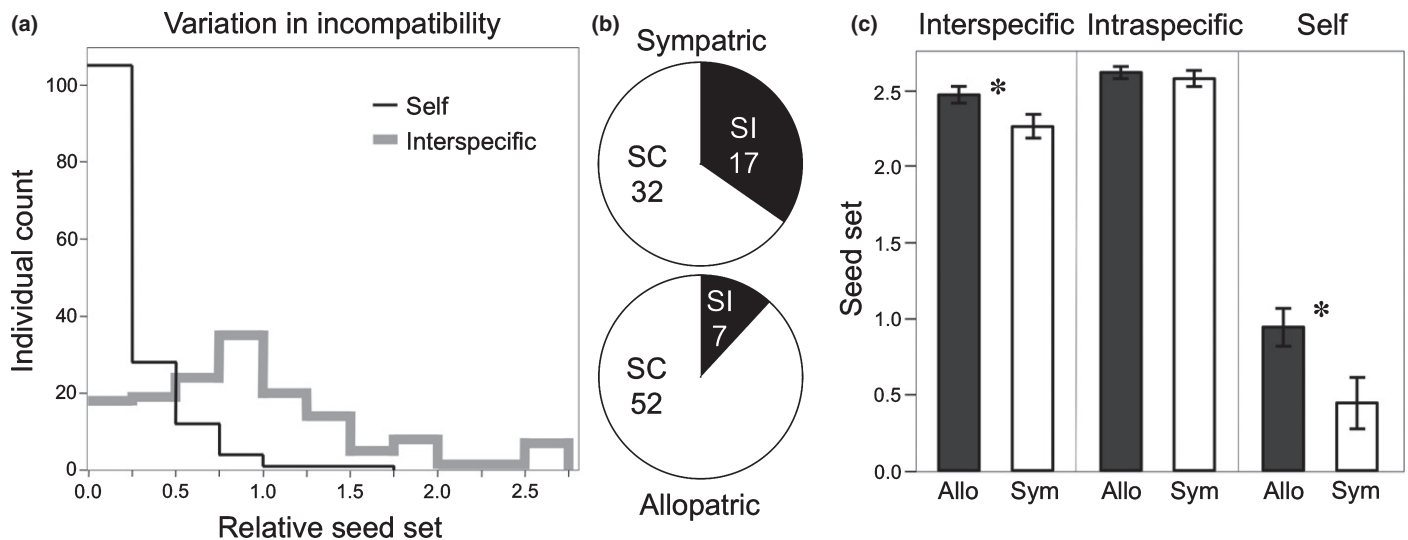 (a)
Variation in incompatibility
Individual count
100
80
60
40
20
0
Self
Interspecific
0.0 0.5 1.0 1.5 2.0 2.5
Relative seed set
(b)
Sympatric
SI
17
SC
32
SI
7
SC
52
Allopatric
(c)
Interspecific Intraspecific Self
Seed set
2.5
2.0
1.5
1.0
0.5
0.0
*
*
Allo Sym Allo Sym Allo Sym